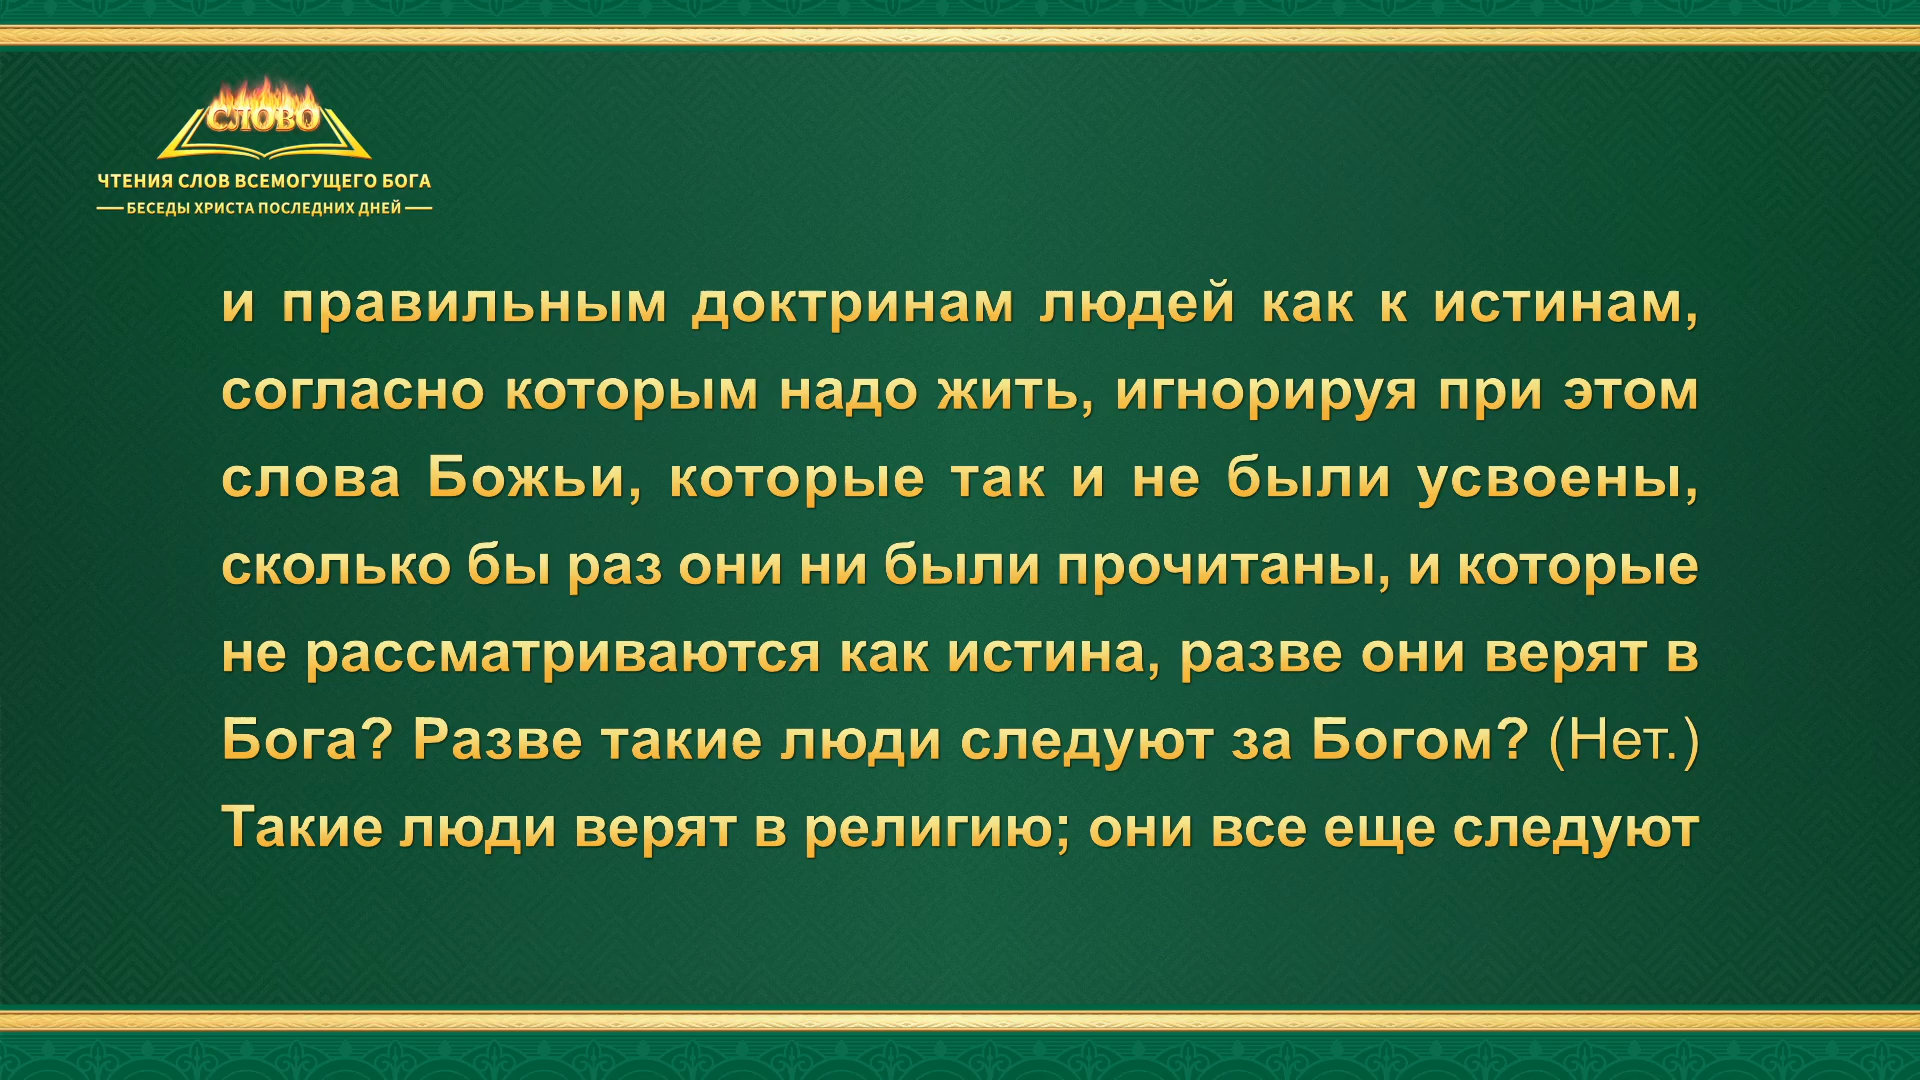 СЛОВО
ЧТЕНИЯ СЛОВ ВСЕМОГУЩЕГО БОГА
БЕСЕДЫ ХРИСТА ПОСЛЕДНИХ ДНЕЙ
и правильным доктринам людей как к истинам,
согласно которым надо жить, игнорируя при этом
слова Божьи, которые так и не были усвоены,
сколько бы раз они ни были прочитаны, и которые
не рассматриваются как истина, разве они верят в
Бога? Разве такие люди следуют за Богом? (Нет.)
Такие люди верят в религию; они все еще следуют